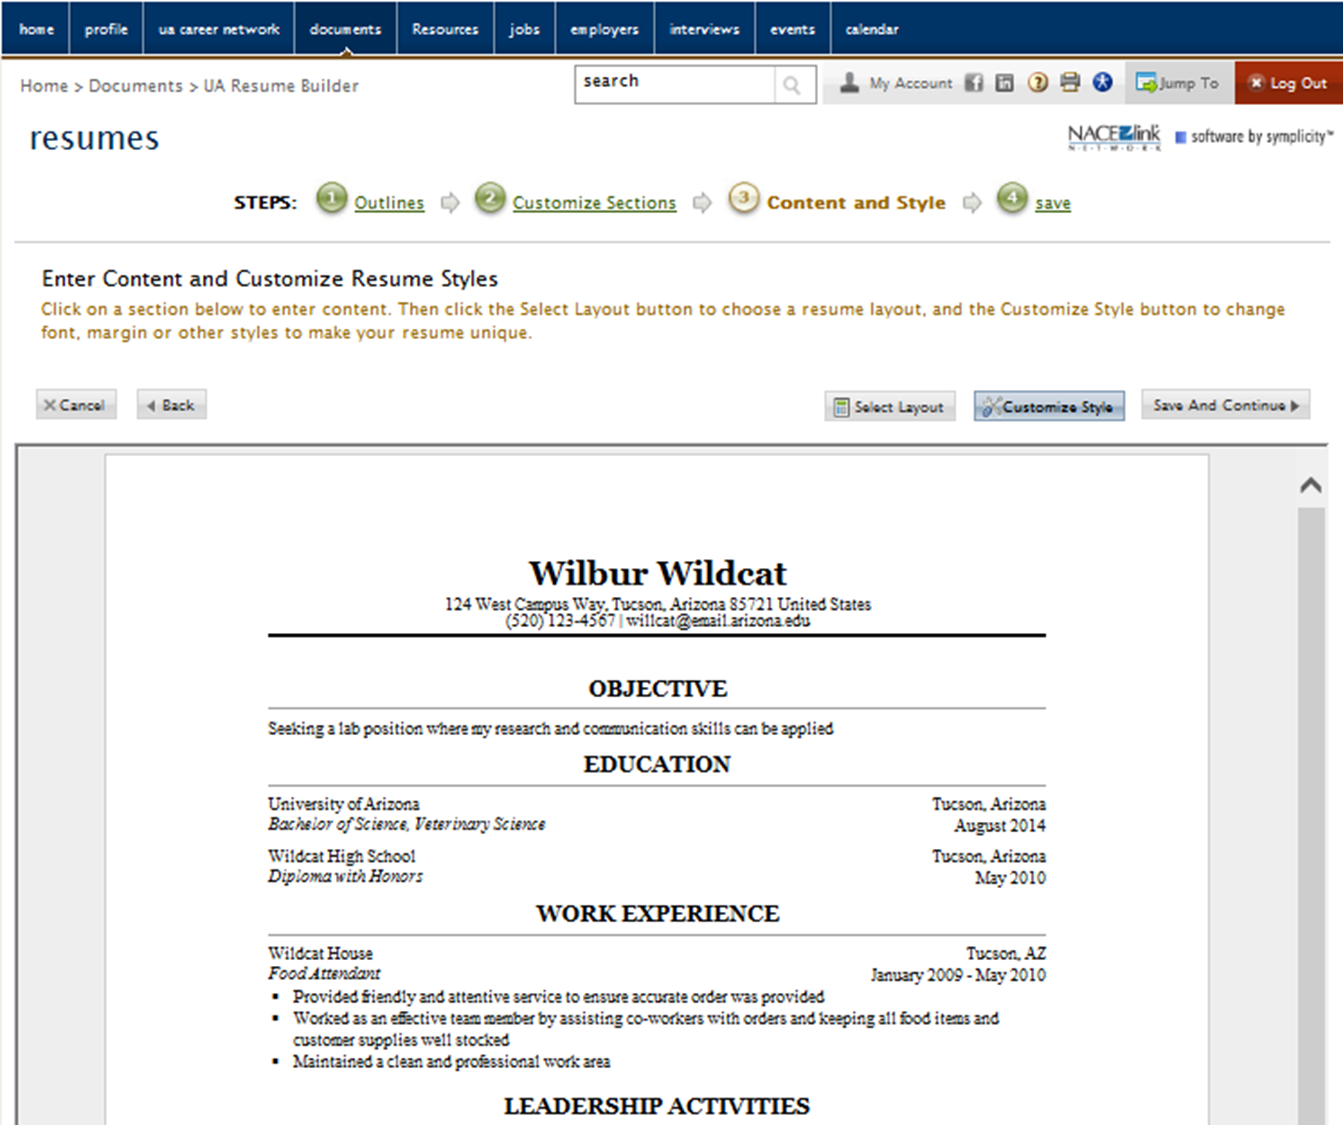 home profile ua career network documents Resources jobs employers interviews events calendar
Home > Documents > UA Resume Builder search My Account Jump To Log Out
resumes NACElink software by symplicity™
N·E·T·W·O·R·K
STEPS: 1 Outlines 2 Customize Sections 3 Content and Style 4 save
Enter Content and Customize Resume Styles
Click on a section below to enter content. Then click the Select Layout button to choose a resume layout, and the Customize Style button to change
font, margin or other styles to make your resume unique.
Cancel Back Select Layout Customize Style Save And Continue
Wilbur Wildcat
124 West Campus Way, Tucson, Arizona 85721 United States
(520) 123-4567 | willcat@email.arizona.edu
OBJECTIVE
Seeking a lab position where my research and communication skills can be applied
EDUCATION
University of Arizona Tucson, Arizona
Bachelor of Science, Veterinary Science August 2014
Wildcat High School Tucson, Arizona
Diploma with Honors May 2010
WORK EXPERIENCE
Wildcat House Tucson, AZ
Food Attendant January 2009 - May 2010
▪ Provided friendly and attentive service to ensure accurate order was provided
▪ Worked as an effective team member by assisting co-workers with orders and keeping all food items and
customer supplies well stocked
▪ Maintained a clean and professional work area
LEADERSHIP ACTIVITIES